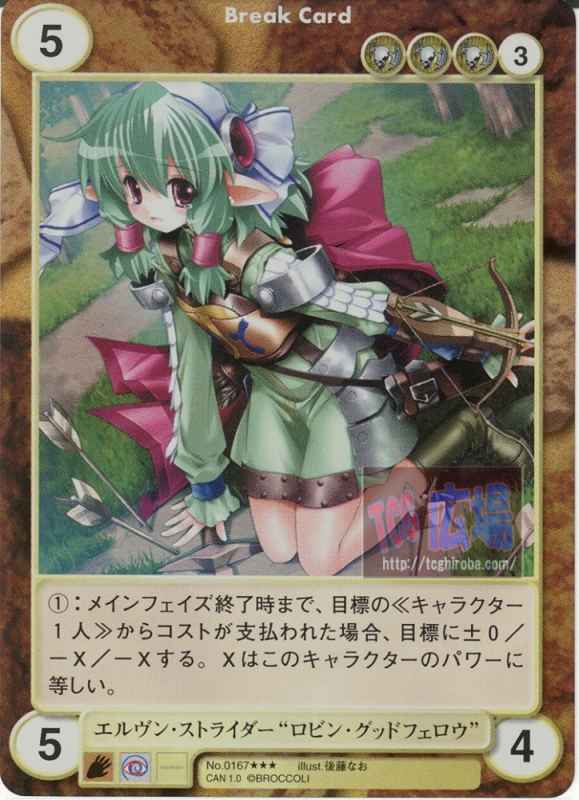 Break Card
5
3
TCG広場
http://tcghiroba.com/
①：メインフェイズ終了時まで、目標の≪キャラクター
1人≫からコストが支払われた場合、目標に±0／
－X／－Xする。Xはこのキャラクターのパワーに
等しい。
エルヴン・ストライダー“ロビン・グッドフェロウ”
5
4
No.0167★★★ illust.後藤なお
CAN 1.0 ©BROCCOLI